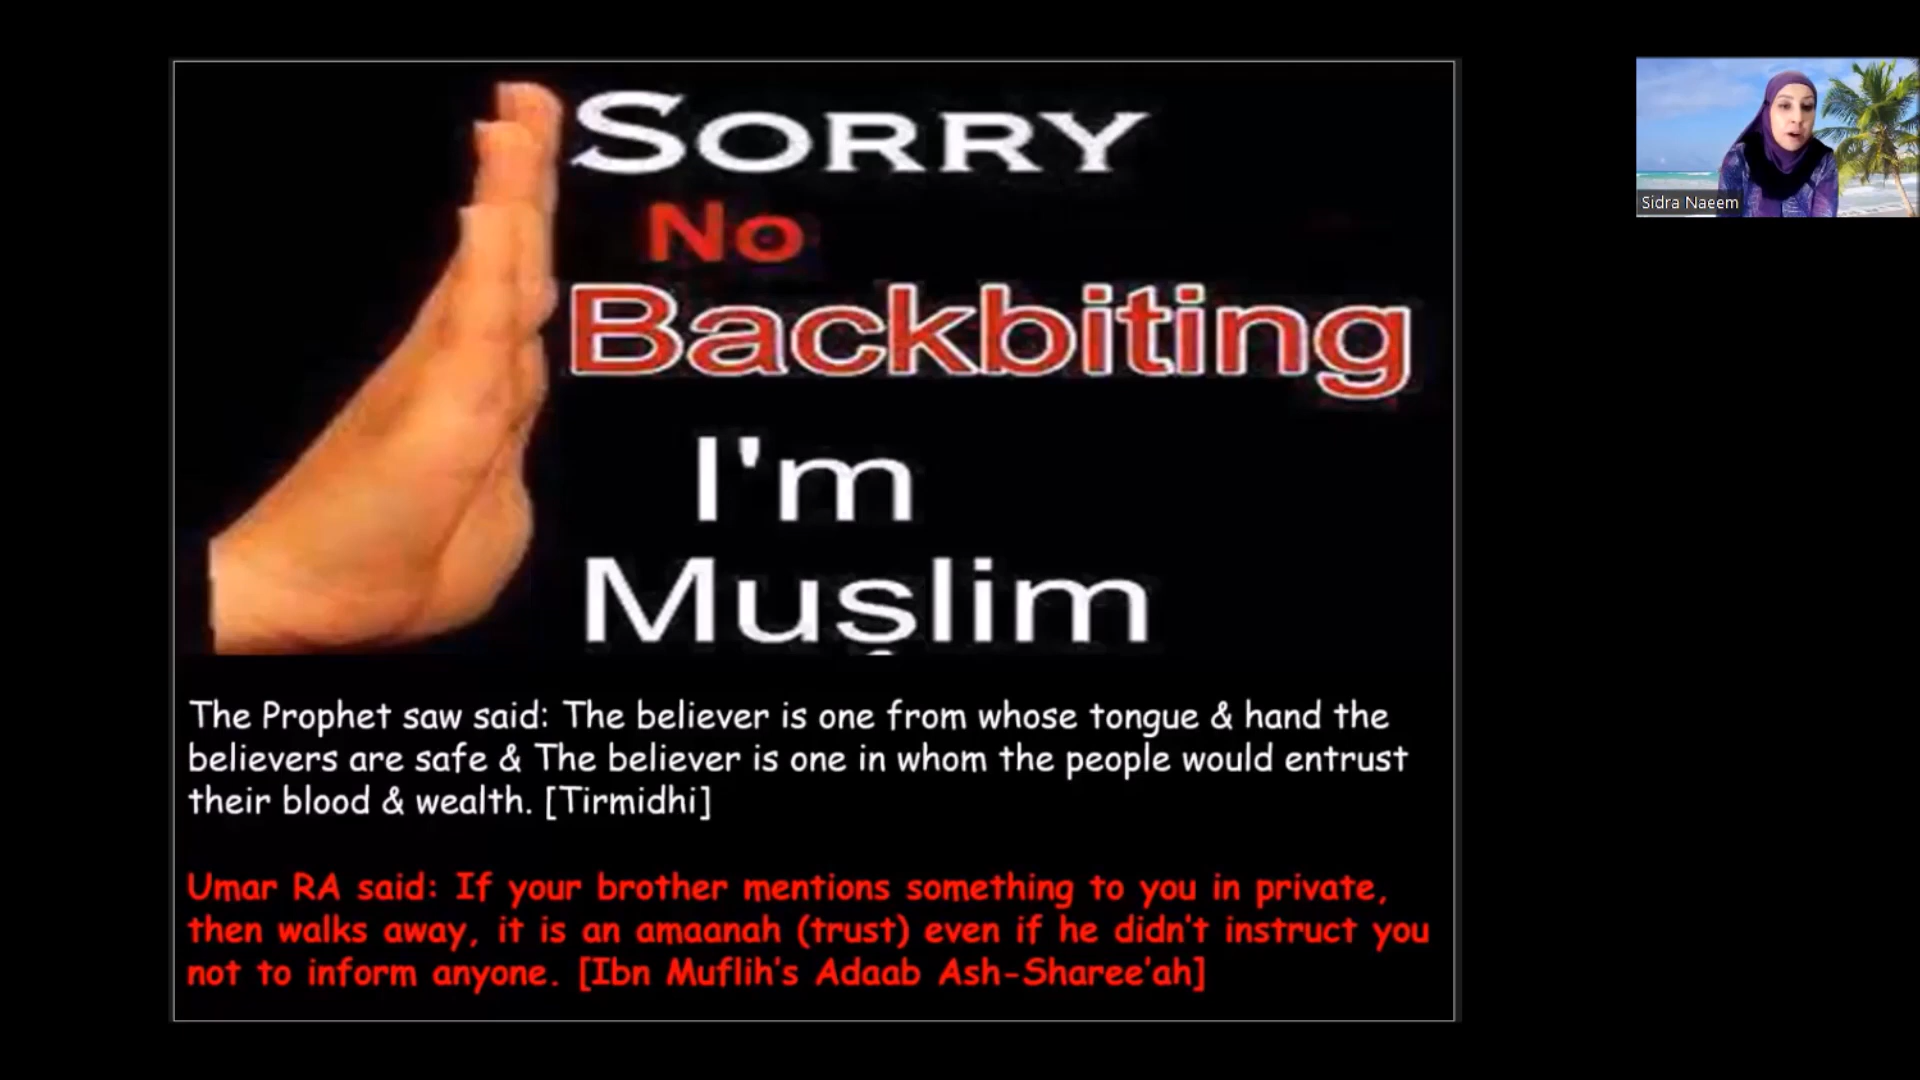 SORRY
No
Backbiting
I'm
Muslim
The Prophet saw said: The believer is one from whose tongue & hand the
believers are safe & The believer is one in whom the people would entrust
their blood & wealth. [Tirmidhi]
Umar RA said: If your brother mentions something to you in private,
then walks away, it is an amaanah (trust) even if he didn't instruct you
not to inform anyone. [Ibn Muflih's Adaab Ash-Sharee'ah]
Sidra Naeem